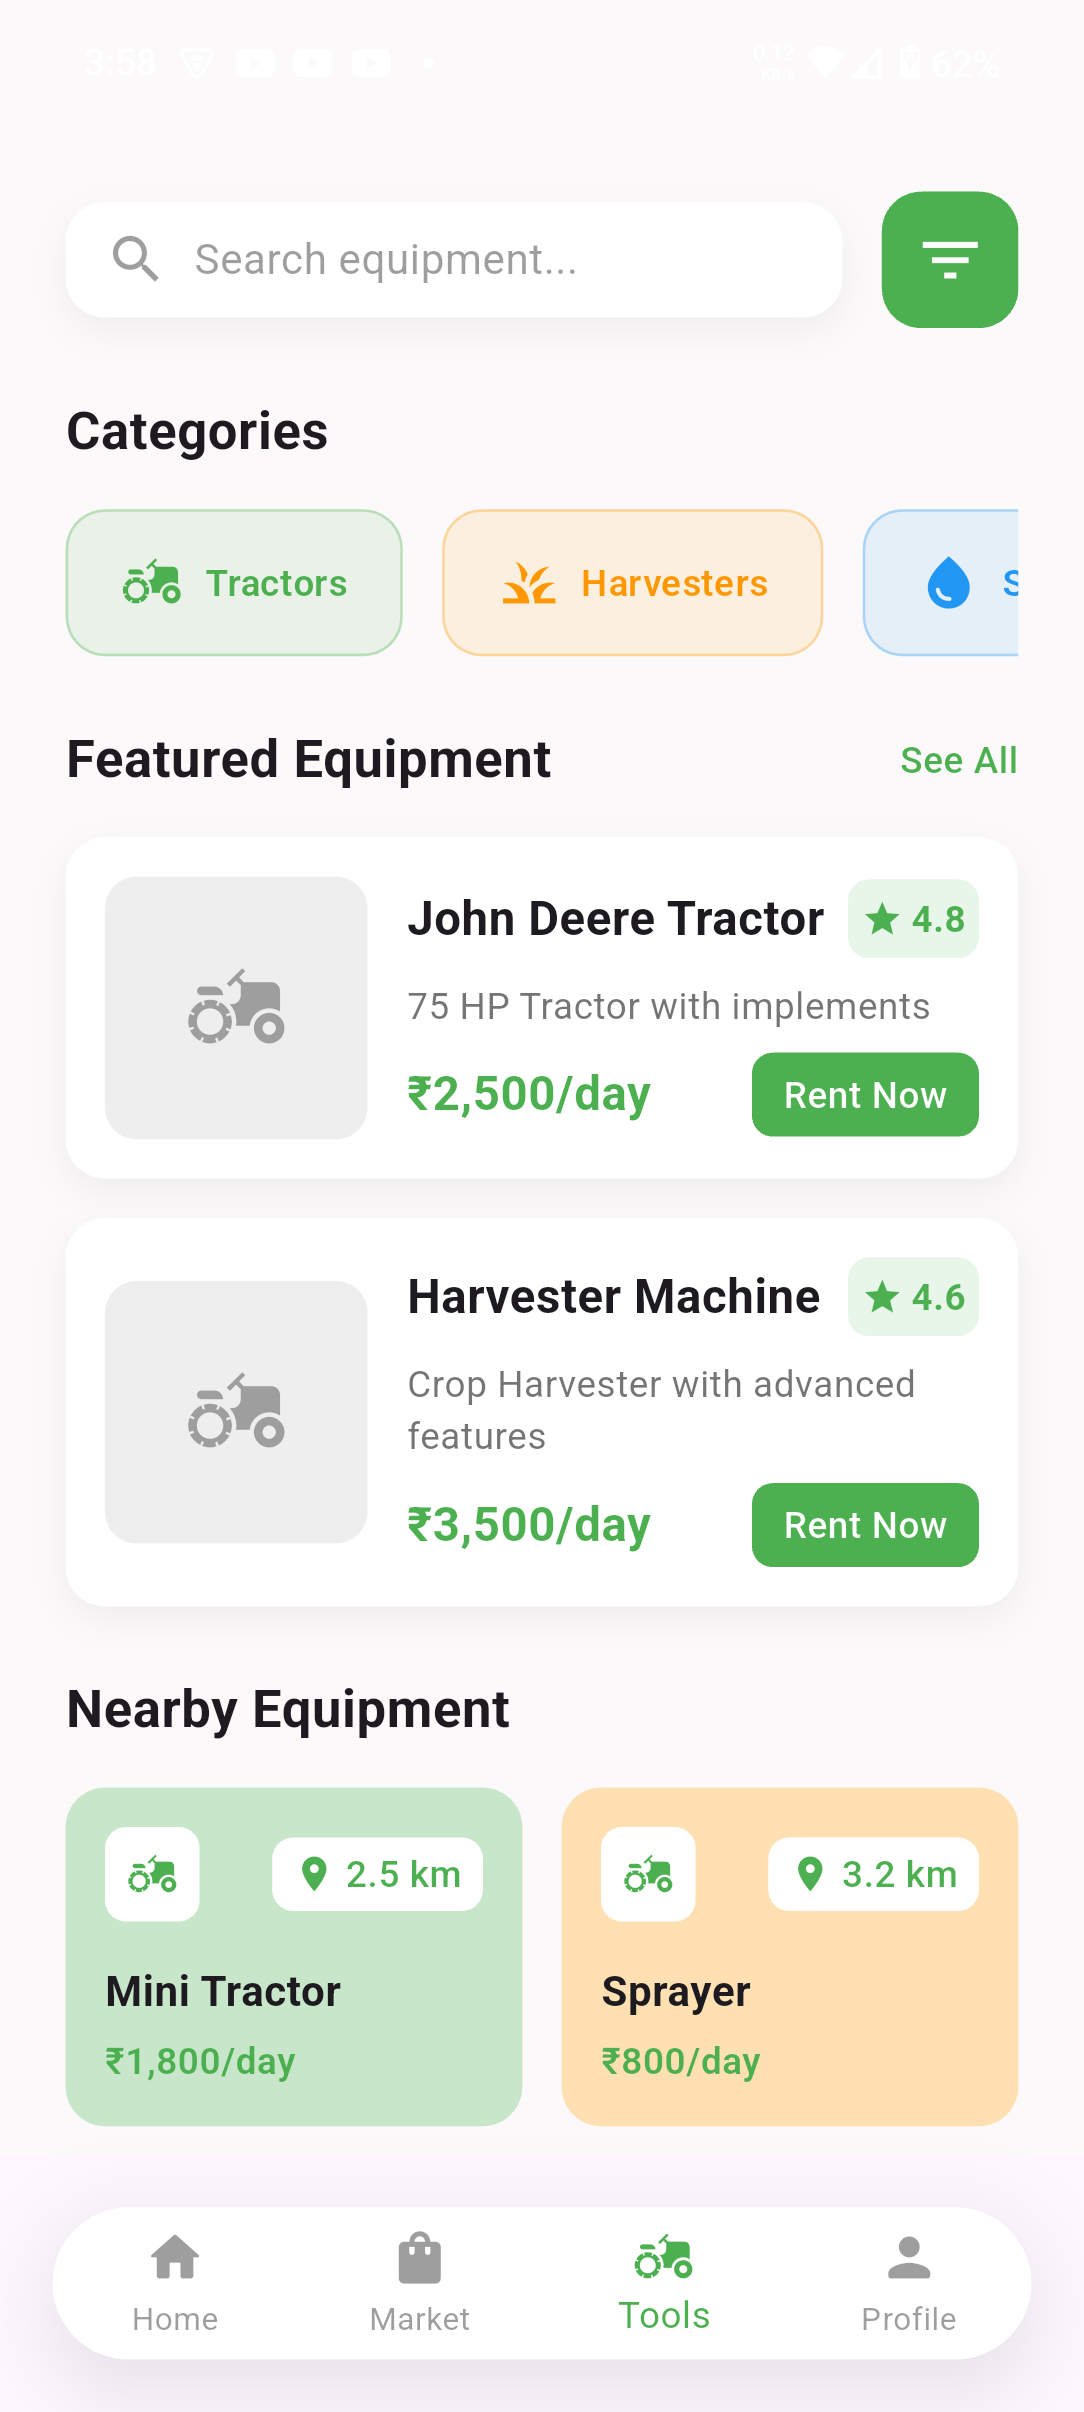 3:58
0.12
KB/s
62%
Search equipment...
Categories
Tractors
Harvesters
S
Featured Equipment
See All
John Deere Tractor
4.8
75 HP Tractor with implements
₹2,500/day
Rent Now
Harvester Machine
4.6
Crop Harvester with advanced
features
₹3,500/day
Rent Now
Nearby Equipment
2.5 km
3.2 km
Mini Tractor
Sprayer
₹1,800/day
₹800/day
Home
Market
Tools
Profile